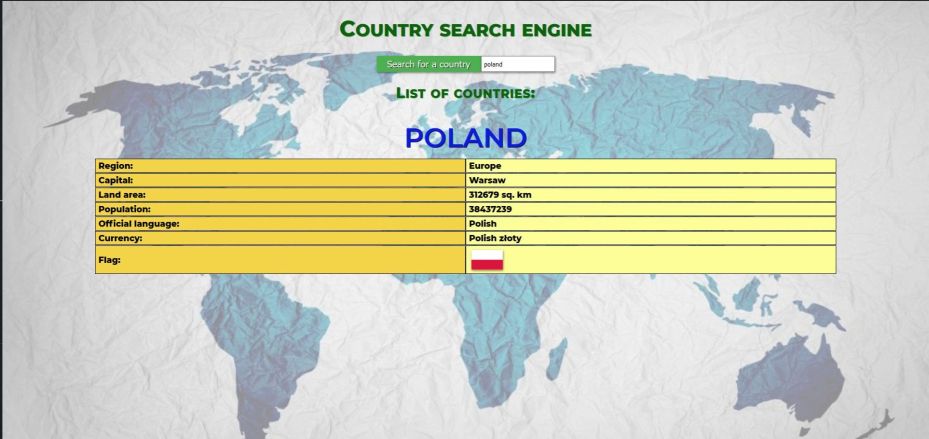 Country search engine
Search for a country poland
List of countries:
POLAND
Region: Europe
Capital: Warsaw
Land area: 312679 sq. km
Population: 38437239
Official language: Polish
Currency: Polish złoty
Flag: